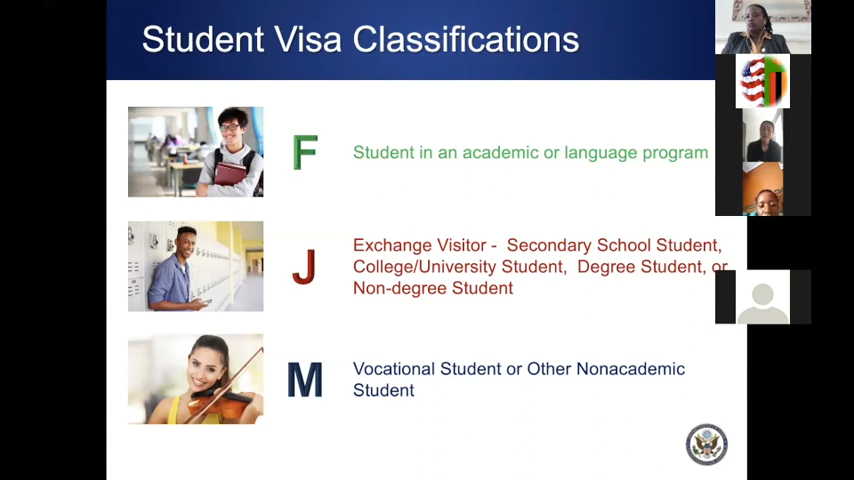 Student Visa Classifications
F
Student in an academic or language program
J
Exchange Visitor - Secondary School Student,
College/University Student, Degree Student, or
Non-degree Student
M
Vocational Student or Other Nonacademic
Student